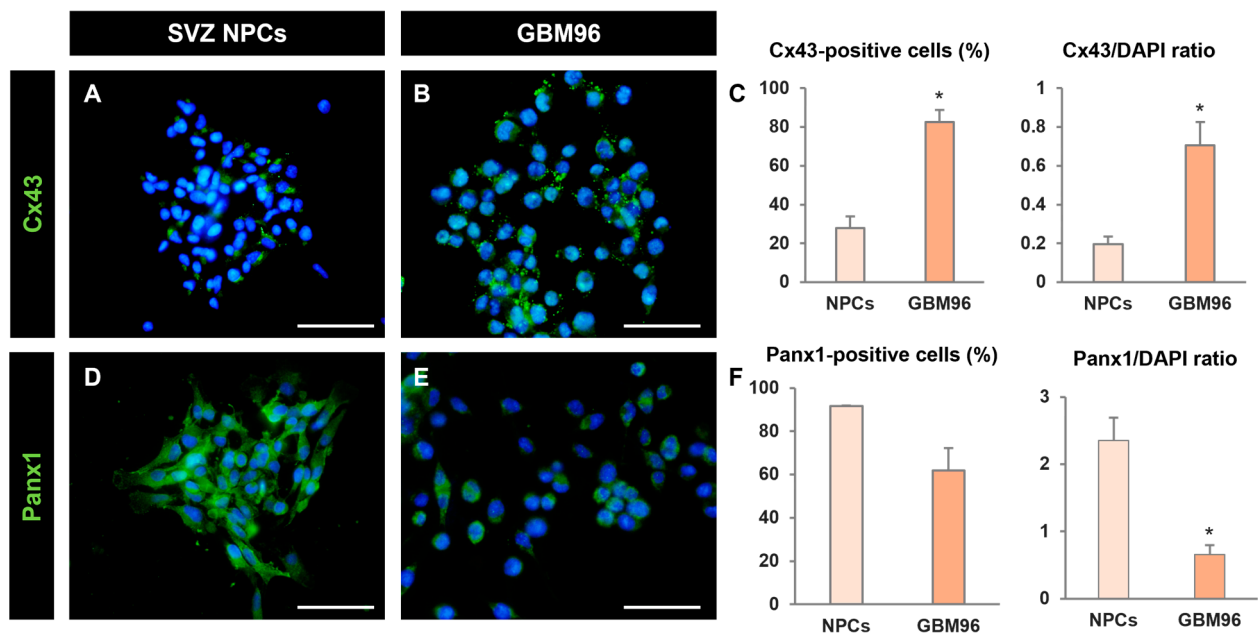 SVZ NPCs
GBM96
Cx43
A
B
C
Cx43-positive cells (%)
100
80
60
40
20
0
*
NPCs
GBM96
Cx43/DAPI ratio
1
0.8
0.6
0.4
0.2
0
*
NPCs
GBM96
Panx1
D
E
F
Panx1-positive cells (%)
100
80
60
40
20
0
NPCs
GBM96
Panx1/DAPI ratio
3
2
1
0
*
NPCs
GBM96